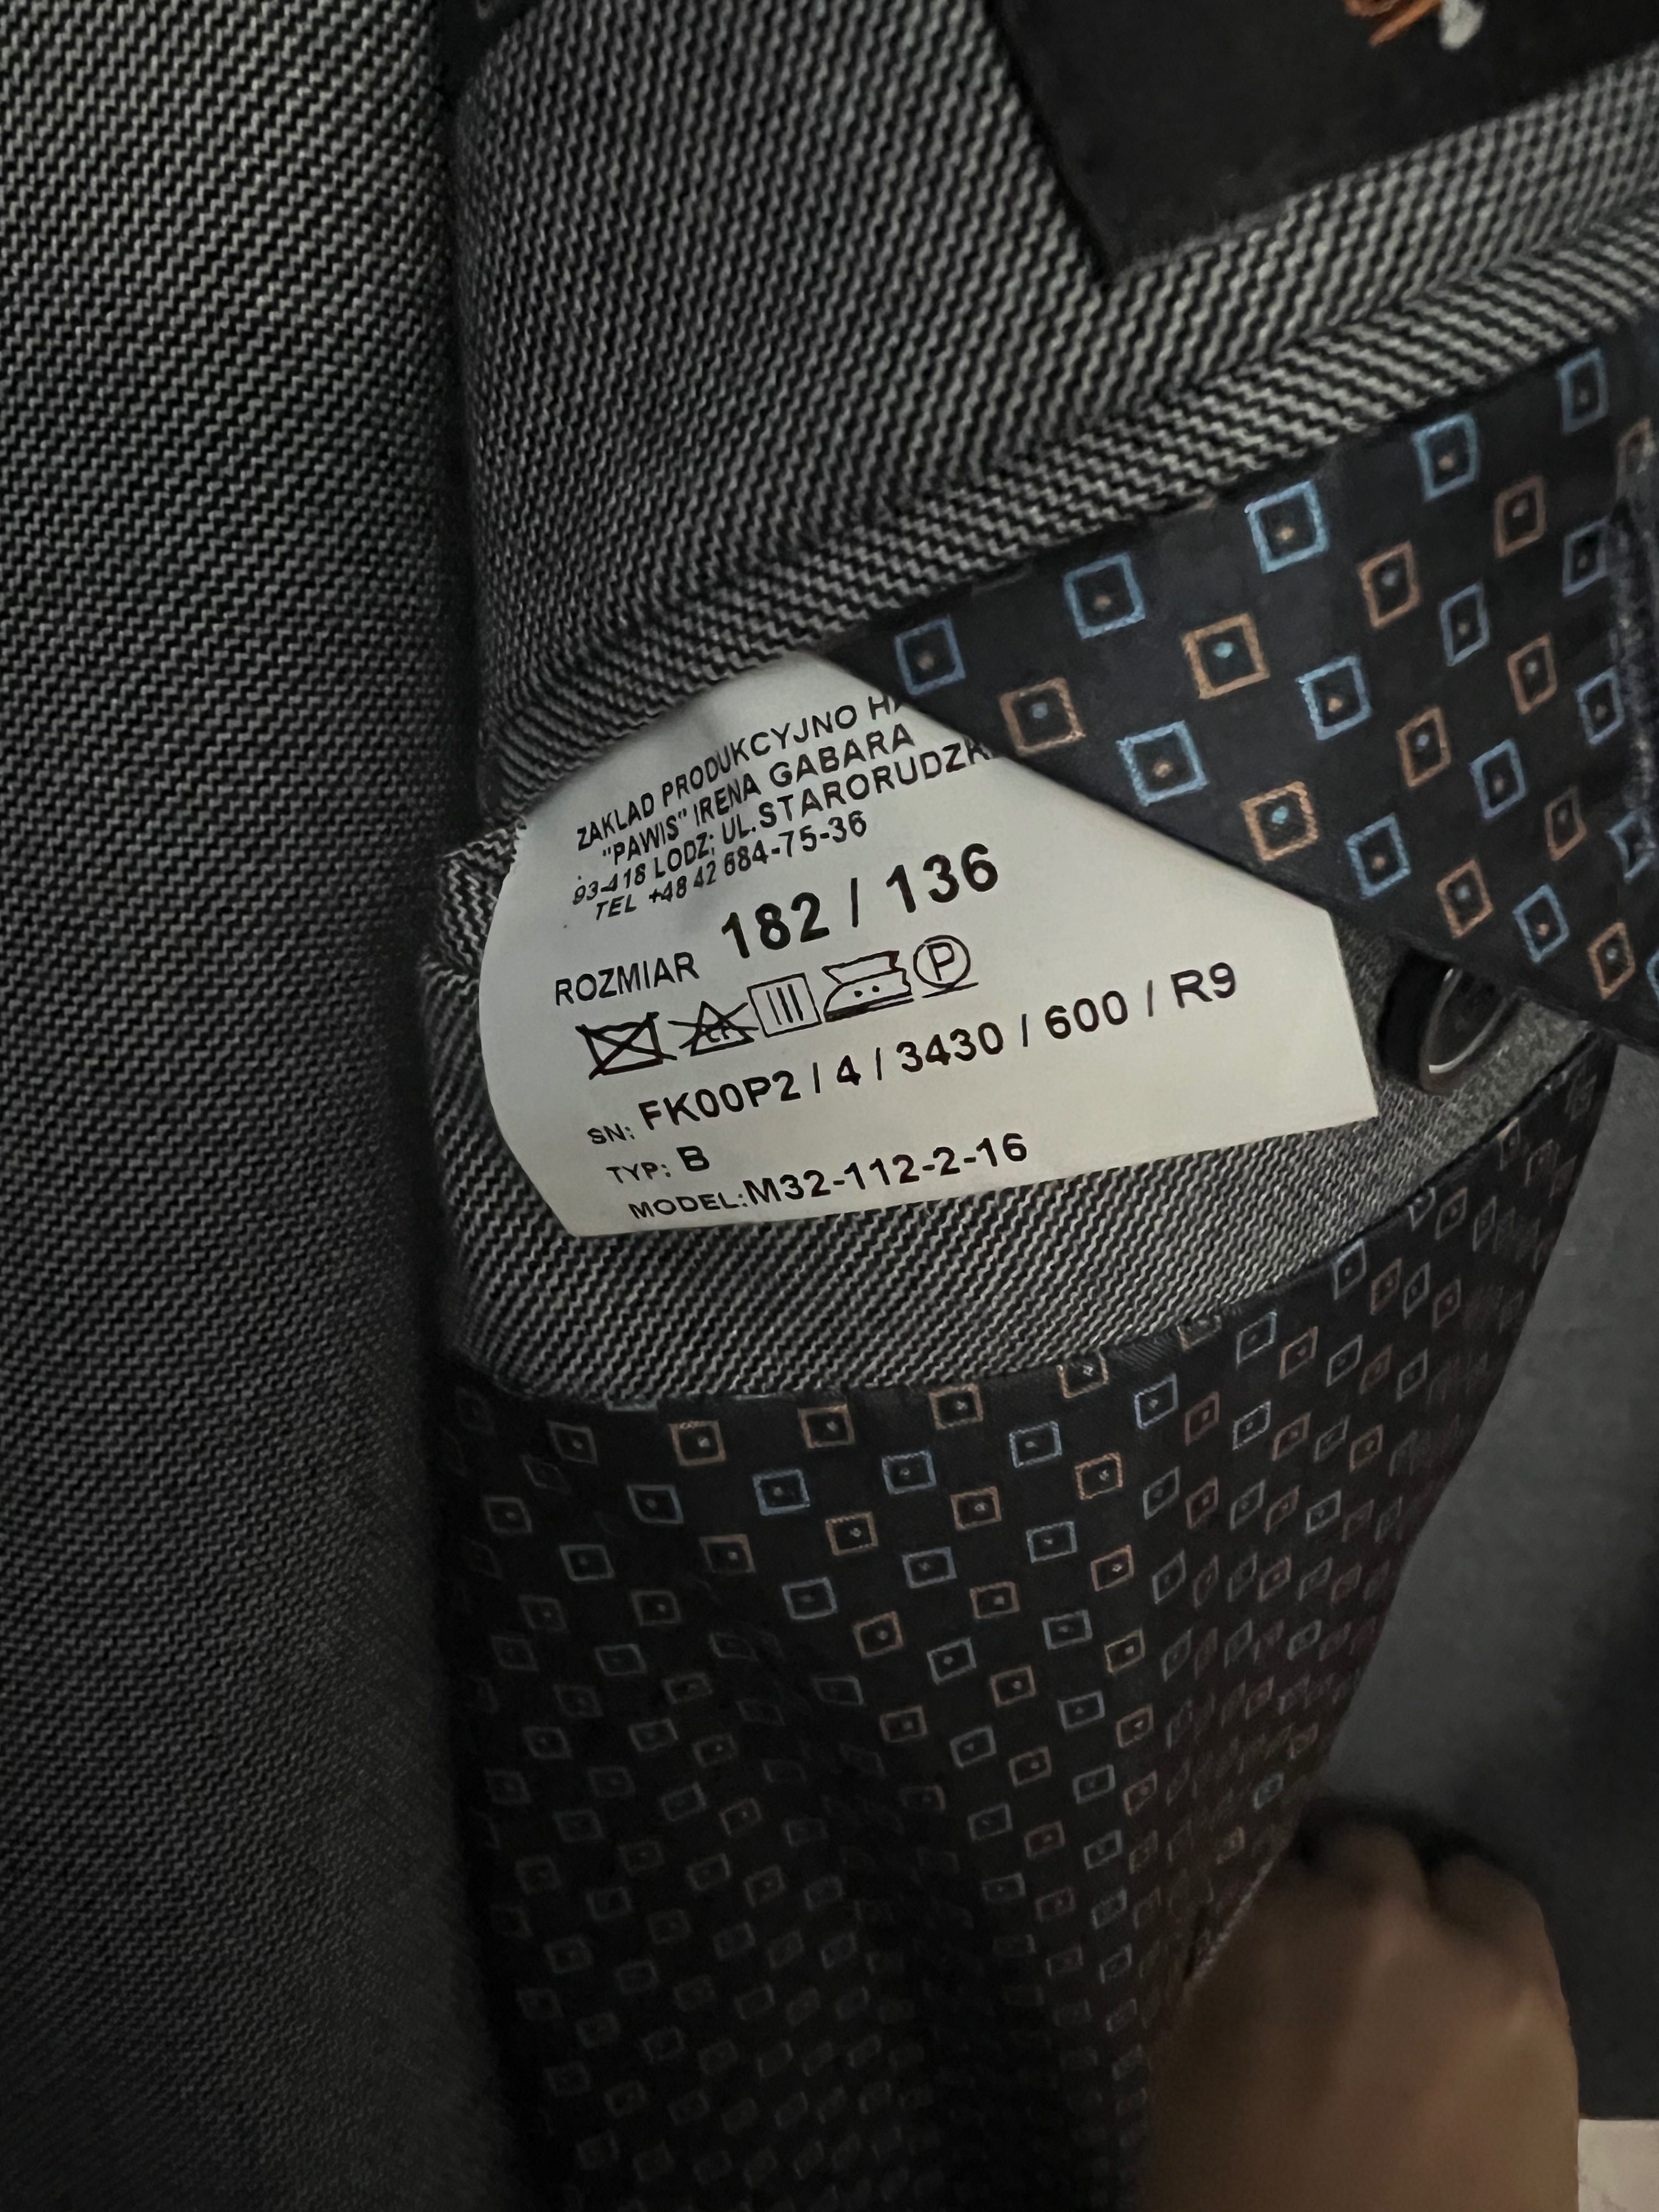 ZAKLAD PRODUKCYJNO
"PAWIS" IRENA GABARA
93-418 LODZ; UL. STARORUDZK
TEL +48 42 684-75-36
ROZMIAR 182 / 136
P
SN: FK00P2 / 4 / 3430 / 600 / R9
TYP: B
MODEL: M32-112-2-16